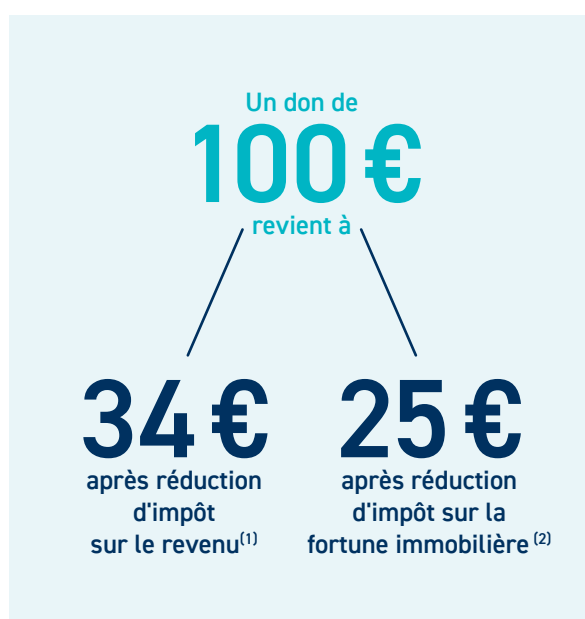 Un don de
100 €
revient à
34 €
après réduction
d'impôt
sur le revenu(1)
25 €
après réduction
d'impôt sur la
fortune immobilière (2)